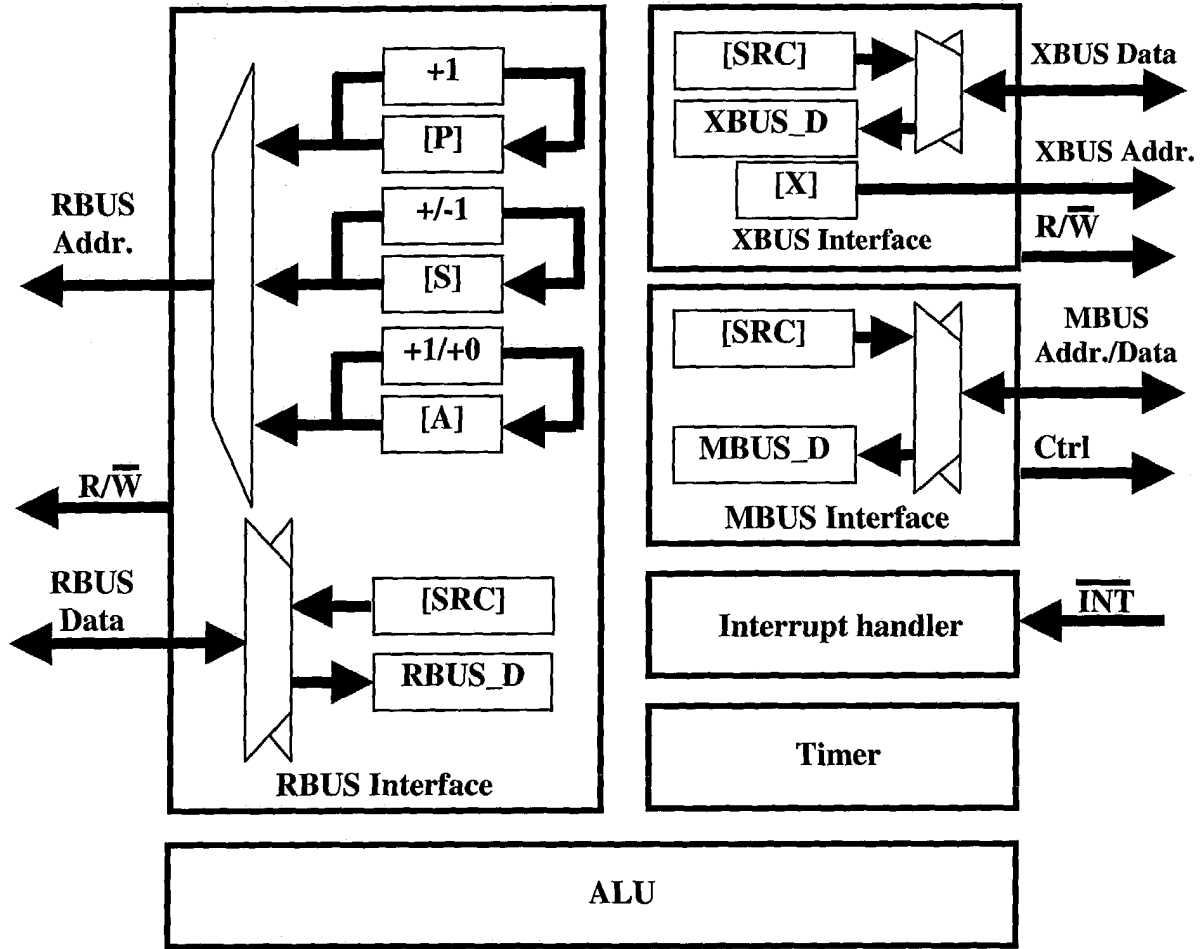 +1
[P]
+/-1
[S]
+1/+0
[A]
RBUS
Addr.
R/W̅
RBUS
Data
[SRC]
RBUS_D
RBUS Interface
[SRC]
XBUS_D
[X]
XBUS Interface
XBUS Data
XBUS Addr.
R/W̅
[SRC]
MBUS_D
MBUS Interface
MBUS
Addr./Data
Ctrl
Interrupt handler
I̅N̅T̅
Timer
ALU